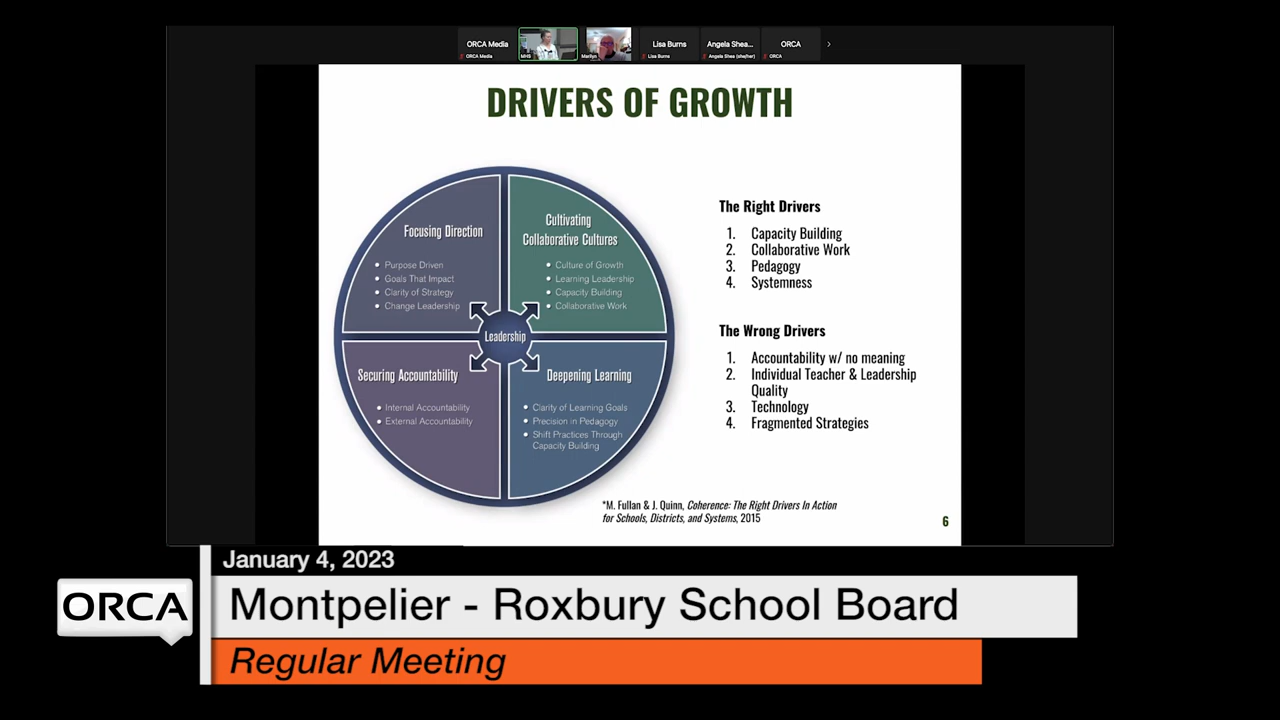 ORCA Media
Lisa Burns
Angela Shea...
ORCA
ORCA Media
MHS
Marilyn
Lisa Burns
Angela Shea (she/her)
ORCA
DRIVERS OF GROWTH
Focusing Direction
• Purpose Driven
• Goals That Impact
• Clarity of Strategy
• Change Leadership
Cultivating
Collaborative Cultures
• Culture of Growth
• Learning Leadership
• Capacity Building
• Collaborative Work
Leadership
Securing Accountability
• Internal Accountability
• External Accountability
Deepening Learning
• Clarity of Learning Goals
• Precision in Pedagogy
• Shift Practices Through
Capacity Building
The Right Drivers
1. Capacity Building
2. Collaborative Work
3. Pedagogy
4. Systemness
The Wrong Drivers
1. Accountability w/ no meaning
2. Individual Teacher & Leadership
Quality
3. Technology
4. Fragmented Strategies
*M. Fullan & J. Quinn, Coherence: The Right Drivers In Action
for Schools, Districts, and Systems, 2015
6
January 4, 2023
ORCA
Montpelier - Roxbury School Board
Regular Meeting